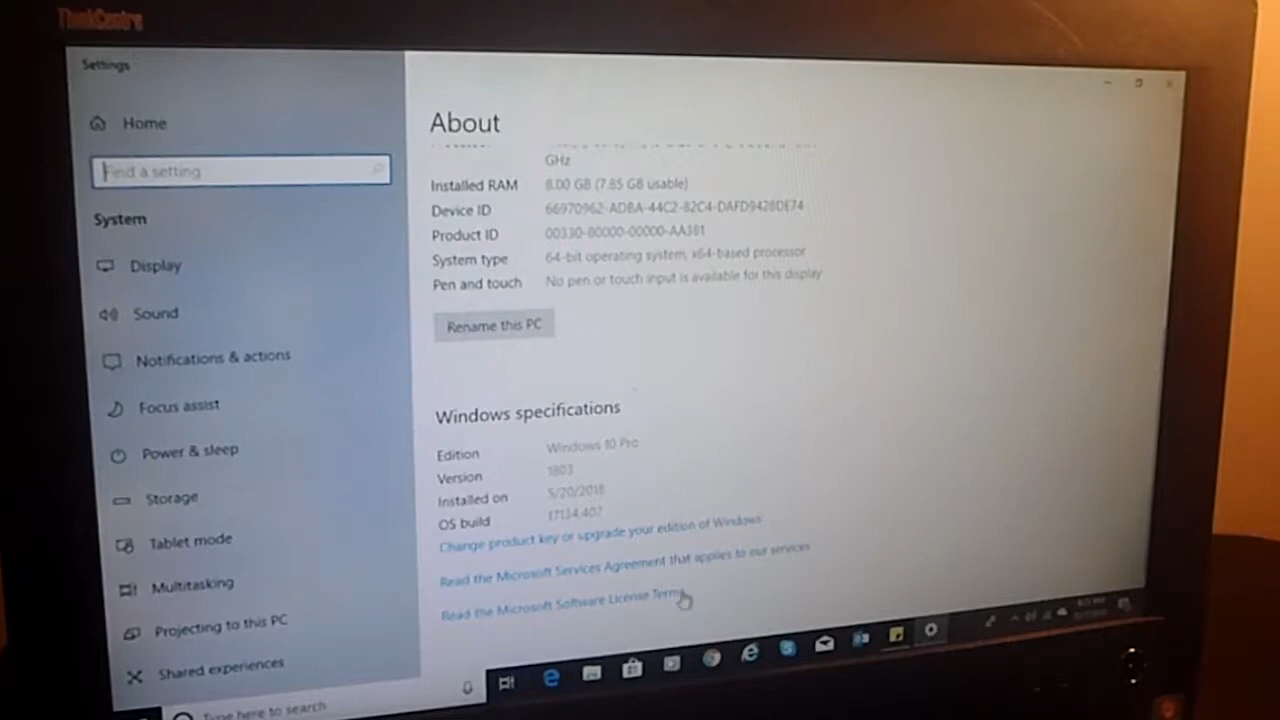 ThinkCentre
Settings
Home
Find a setting
System
Display
Sound
Notifications & actions
Focus assist
Power & sleep
Storage
Tablet mode
Multitasking
Projecting to this PC
Shared experiences
About
GHz
Installed RAM 8.00 GB (7.85 GB usable)
Device ID 66970962-ADBA-44C2-82C4-DAFD9428DE74
Product ID 00330-80000-00000-AA381
System type 64-bit operating system, x64-based processor
Pen and touch No pen or touch input is available for this display
Rename this PC
Windows specifications
Edition Windows 10 Pro
Version 1803
Installed on 5/20/2018
OS build 17134.407
Change product key or upgrade your edition of Windows
Read the Microsoft Services Agreement that applies to our services
Read the Microsoft Software License Terms
Type here to search